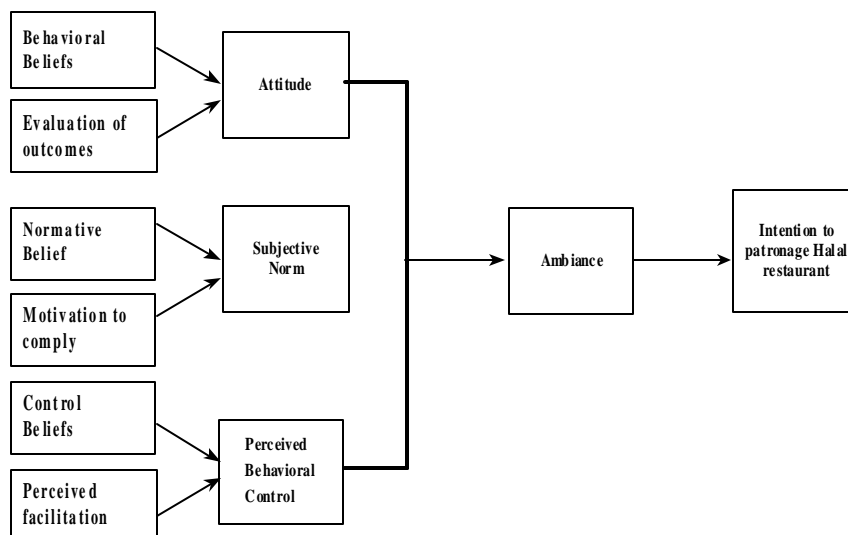 Behavioral
Beliefs
Evaluation of
outcomes
Attitude
Normative
Belief
Motivation to
comply
Subjective
Norm
Control
Beliefs
Perceived
facilitation
Perceived
Behavioral
Control
Ambiance
Intention to
patronage Halal
restaurant